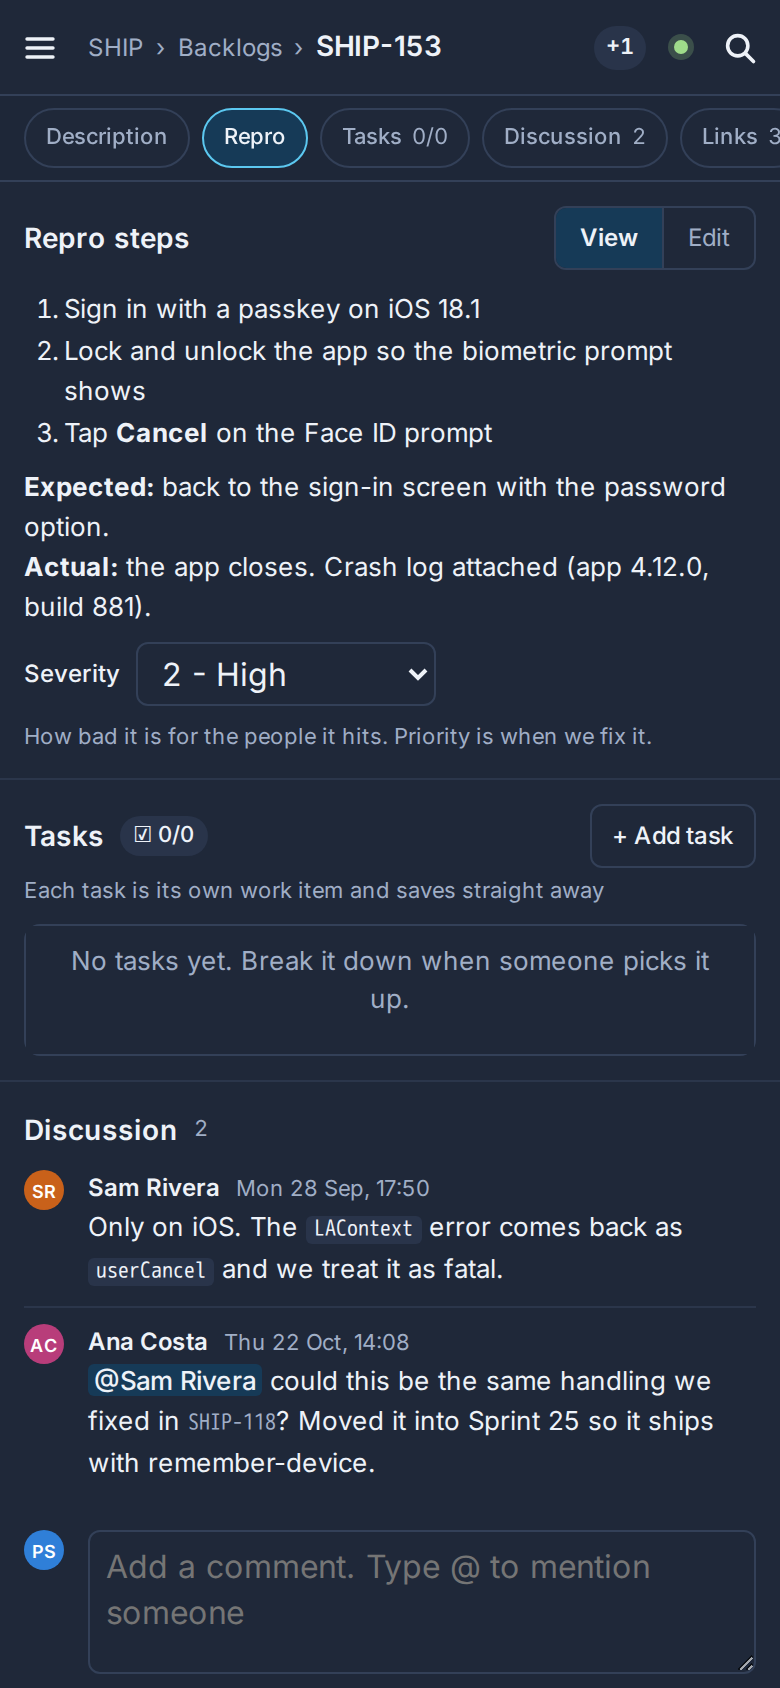 SHIP › Backlogs › SHIP-153 +1
Description Repro Tasks 0/0 Discussion 2 Links 3
Repro steps View Edit
1. Sign in with a passkey on iOS 18.1
2. Lock and unlock the app so the biometric prompt
shows
3. Tap Cancel on the Face ID prompt
Expected: back to the sign-in screen with the password
option.
Actual: the app closes. Crash log attached (app 4.12.0,
build 881).
Severity 2 - High
How bad it is for the people it hits. Priority is when we fix it.
Tasks ☑ 0/0 + Add task
Each task is its own work item and saves straight away
No tasks yet. Break it down when someone picks it
up.
Discussion 2
SR Sam Rivera Mon 28 Sep, 17:50
Only on iOS. The LAContext error comes back as
userCancel and we treat it as fatal.
AC Ana Costa Thu 22 Oct, 14:08
@Sam Rivera could this be the same handling we
fixed in SHIP-118? Moved it into Sprint 25 so it ships
with remember-device.
PS Add a comment. Type @ to mention
someone